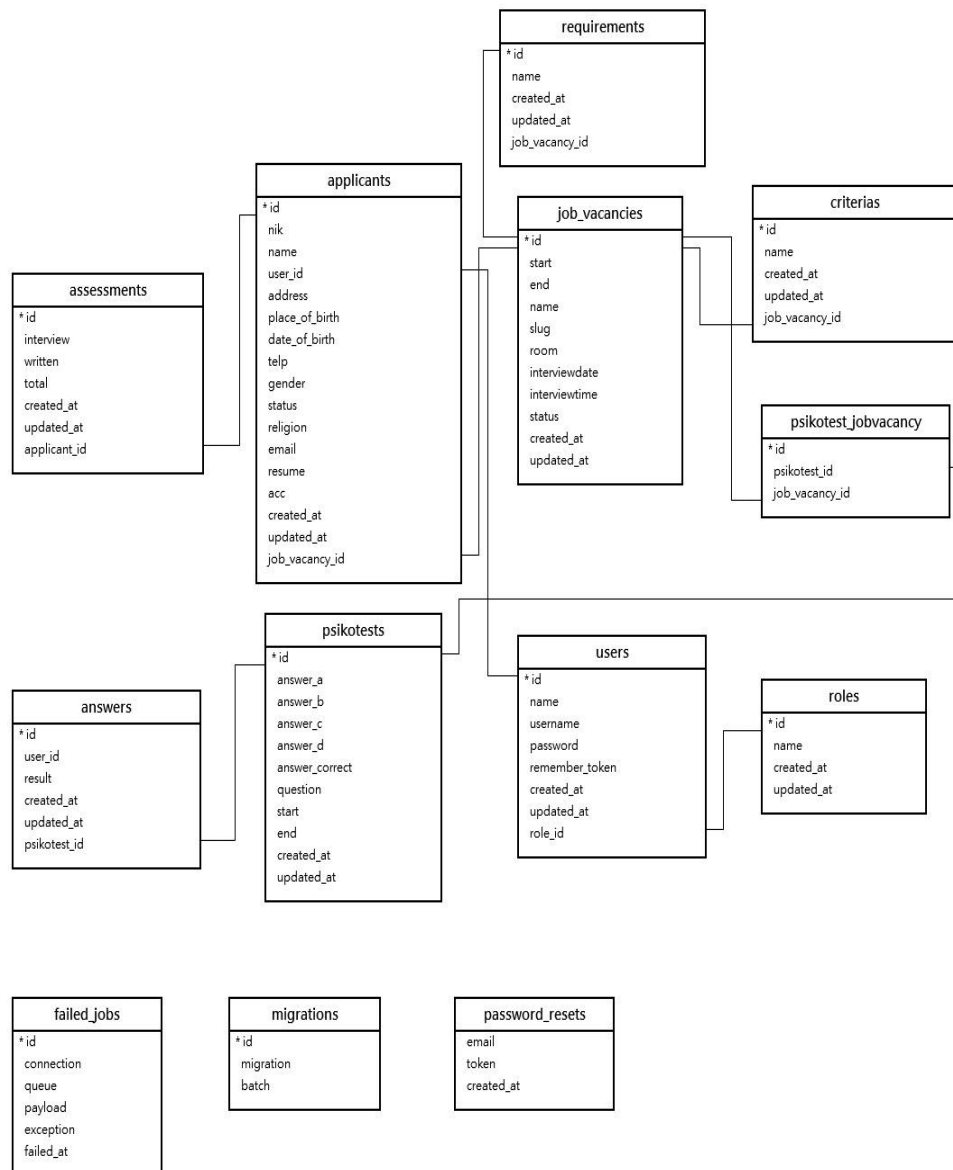 requirements
* id
name
created_at
updated_at
job_vacancy_id
applicants
* id
nik
name
user_id
address
place_of_birth
date_of_birth
telp
gender
status
religion
email
resume
acc
created_at
updated_at
job_vacancy_id
job_vacancies
* id
start
end
name
slug
room
interviewdate
interviewtime
status
created_at
updated_at
criterias
* id
name
created_at
updated_at
job_vacancy_id
assessments
* id
interview
written
total
created_at
updated_at
applicant_id
psikotest_jobvacancy
* id
psikotest_id
job_vacancy_id
psikotests
* id
answer_a
answer_b
answer_c
answer_d
answer_correct
question
start
end
created_at
updated_at
users
* id
name
username
password
remember_token
created_at
updated_at
role_id
roles
* id
name
created_at
updated_at
answers
* id
user_id
result
created_at
updated_at
psikotest_id
failed_jobs
* id
connection
queue
payload
exception
failed_at
migrations
* id
migration
batch
password_resets
email
token
created_at